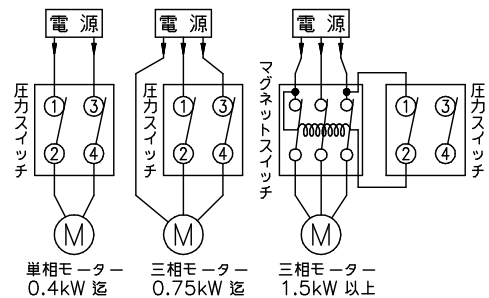 電源
電源
電源
圧力スイッチ
① ③
② ④
圧力スイッチ
① ③
② ④
マグネットスイッチ
① ③
② ④
圧力スイッチ
M
M
M
単相モーター
0.4kW 迄
三相モーター
0.75kW 迄
三相モーター
1.5kW 以上